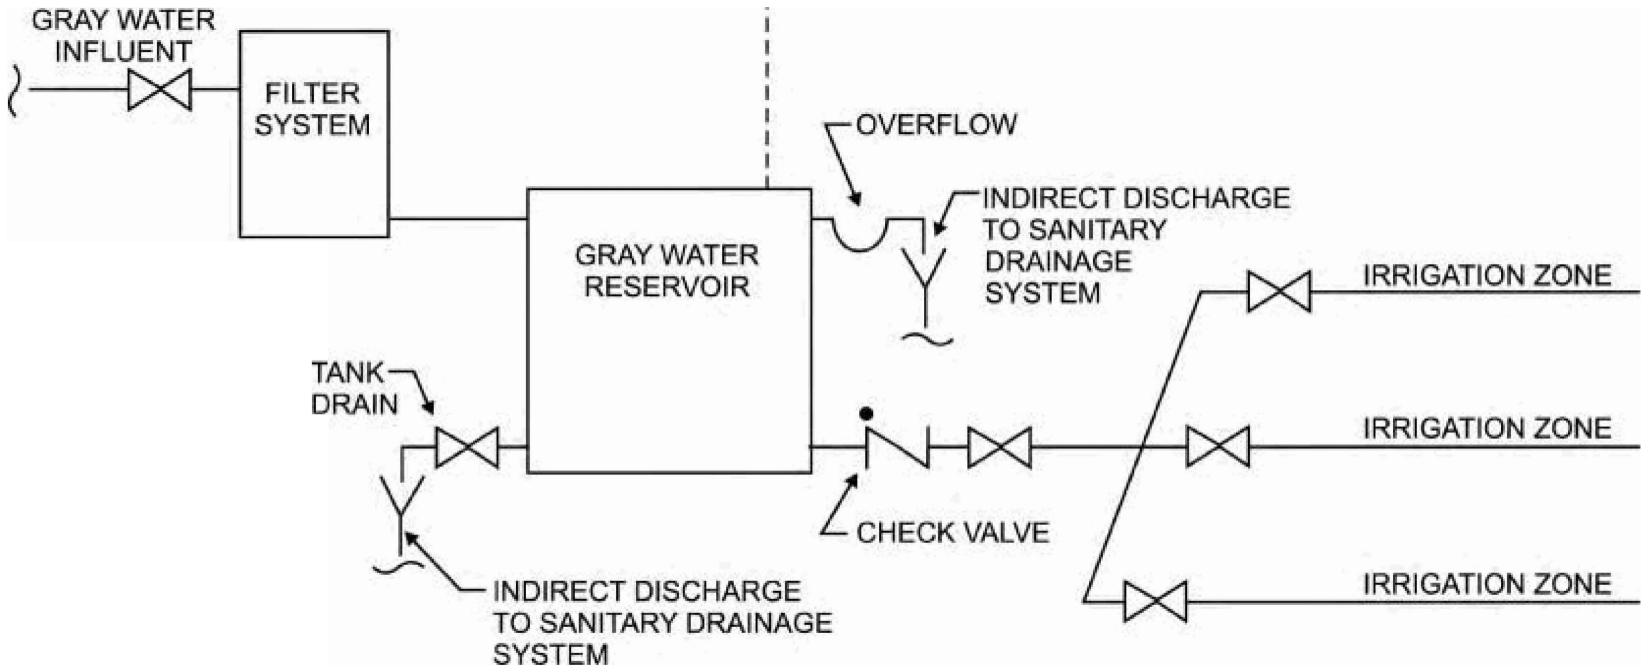 GRAY WATER
INFLUENT
FILTER
SYSTEM
OVERFLOW
INDIRECT DISCHARGE
TO SANITARY
DRAINAGE
SYSTEM
GRAY WATER
RESERVOIR
IRRIGATION ZONE
TANK
DRAIN
IRRIGATION ZONE
CHECK VALVE
IRRIGATION ZONE
INDIRECT DISCHARGE
TO SANITARY DRAINAGE
SYSTEM